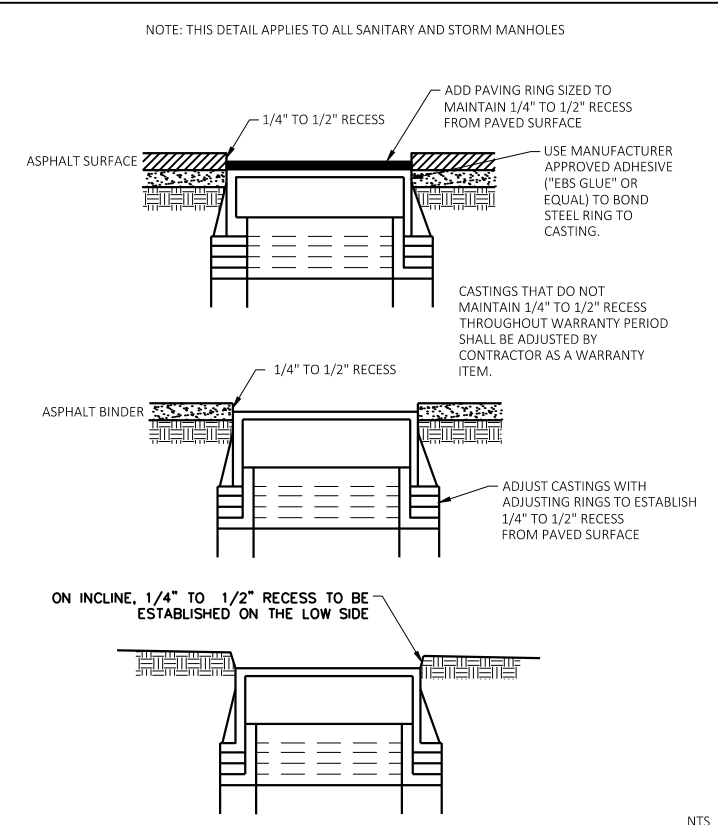 NOTE: THIS DETAIL APPLIES TO ALL SANITARY AND STORM MANHOLES
ADD PAVING RING SIZED TO
MAINTAIN 1/4" TO 1/2" RECESS
FROM PAVED SURFACE
1/4" TO 1/2" RECESS
ASPHALT SURFACE
USE MANUFACTURER
APPROVED ADHESIVE
("EBS GLUE" OR
EQUAL) TO BOND
STEEL RING TO
CASTING.
CASTINGS THAT DO NOT
MAINTAIN 1/4" TO 1/2" RECESS
THROUGHOUT WARRANTY PERIOD
SHALL BE ADJUSTED BY
CONTRACTOR AS A WARRANTY
ITEM.
1/4" TO 1/2" RECESS
ASPHALT BINDER
ADJUST CASTINGS WITH
ADJUSTING RINGS TO ESTABLISH
1/4" TO 1/2" RECESS
FROM PAVED SURFACE
ON INCLINE, 1/4" TO 1/2" RECESS TO BE
ESTABLISHED ON THE LOW SIDE
NTS